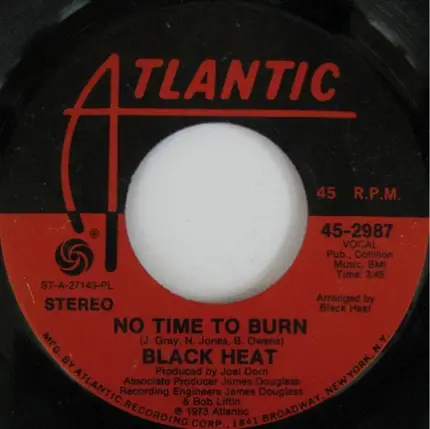 ATLANTIC
45 R.P.M.
45-2987
VOCAL
Pub., Cotillion
Music, BMI
Time: 3:45
ST-A-27145-PL
STEREO
Arranged by
Black Heat
NO TIME TO BURN
(J. Gray, N. Jones, B. Owens)
BLACK HEAT
Produced by Joel Dorn
Associate Producer James Douglass
Recording Engineers James Douglass
& Bob Liftin
℗ 1973 Atlantic
MFG. BY ATLANTIC RECORDING CORP., 1841 BROADWAY, NEW YORK, N.Y.